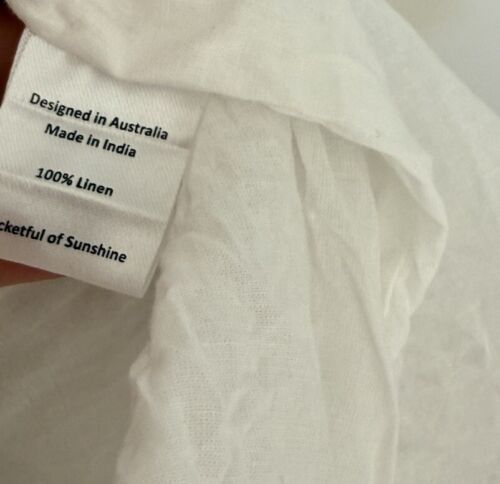 Designed in Australia
Made in India
100% Linen
cketful of Sunshine